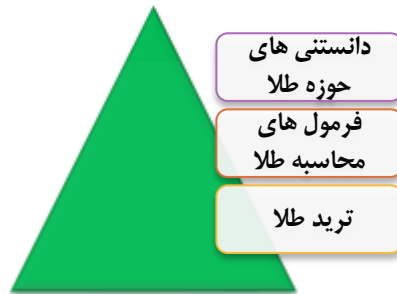 دانستنی های
حوزه طلا
فرمول های
محاسبه طلا
ترید طلا